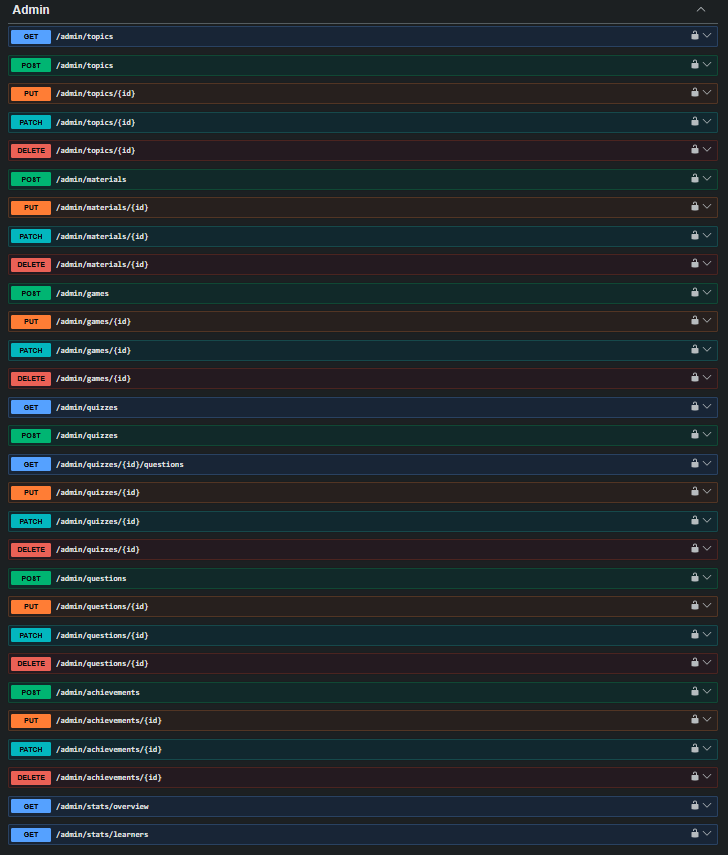 Admin
GET /admin/topics
POST /admin/topics
PUT /admin/topics/{id}
PATCH /admin/topics/{id}
DELETE /admin/topics/{id}
POST /admin/materials
PUT /admin/materials/{id}
PATCH /admin/materials/{id}
DELETE /admin/materials/{id}
POST /admin/games
PUT /admin/games/{id}
PATCH /admin/games/{id}
DELETE /admin/games/{id}
GET /admin/quizzes
POST /admin/quizzes
GET /admin/quizzes/{id}/questions
PUT /admin/quizzes/{id}
PATCH /admin/quizzes/{id}
DELETE /admin/quizzes/{id}
POST /admin/questions
PUT /admin/questions/{id}
PATCH /admin/questions/{id}
DELETE /admin/questions/{id}
POST /admin/achievements
PUT /admin/achievements/{id}
PATCH /admin/achievements/{id}
DELETE /admin/achievements/{id}
GET /admin/stats/overview
GET /admin/stats/learners